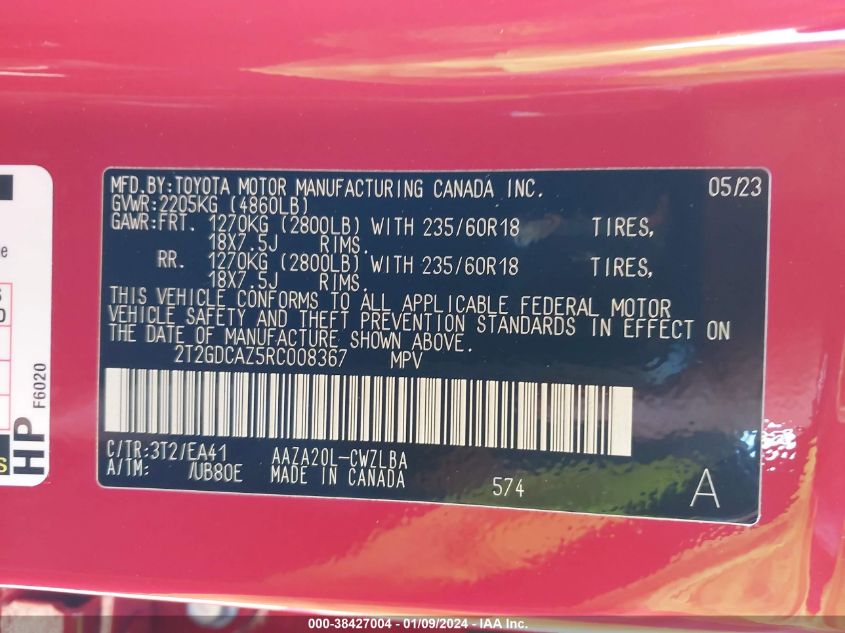 MFD.BY:TOYOTA MOTOR MANUFACTURING CANADA INC. 05/23
GVWR:2205KG (4860LB)
GAWR:FRT. 1270KG (2800LB) WITH 235/60R18 TIRES,
18X7.5J RIMS.
RR. 1270KG (2800LB) WITH 235/60R18 TIRES,
18X7.5J RIMS.
THIS VEHICLE CONFORMS TO ALL APPLICABLE FEDERAL MOTOR
VEHICLE SAFETY AND THEFT PREVENTION STANDARDS IN EFFECT ON
THE DATE OF MANUFACTURE SHOWN ABOVE.
2T2GDCAZ5RC008367 MPV
C/TR:3T2/EA41 AAZA20L-CWZLBA
A/TM: /UB80E MADE IN CANADA 574 A
HP
F6020
000-38427004 - 01/09/2024 - IAA Inc.